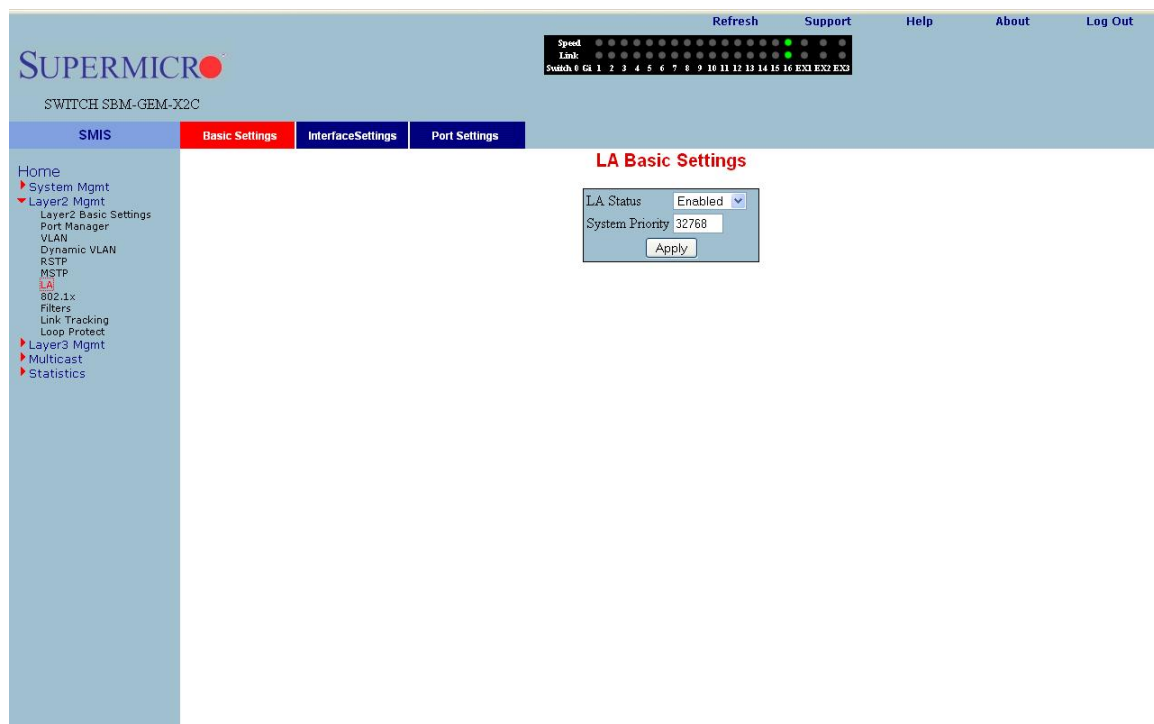 Refresh Support Help About Log Out
Speed
Link
Switch 0 Gi 1 2 3 4 5 6 7 8 9 10 11 12 13 14 15 16 EX1 EX2 EX3
SUPERMICR
SWITCH SBM-GEM-X2C
SMIS
Basic Settings InterfaceSettings Port Settings
Home
System Mgmt
Layer2 Mgmt
Layer2 Basic Settings
Port Manager
VLAN
Dynamic VLAN
RSTP
MSTP
LA
802.1x
Filters
Link Tracking
Loop Protect
Layer3 Mgmt
Multicast
Statistics
LA Basic Settings
LA Status Enabled
System Priority 32768
Apply